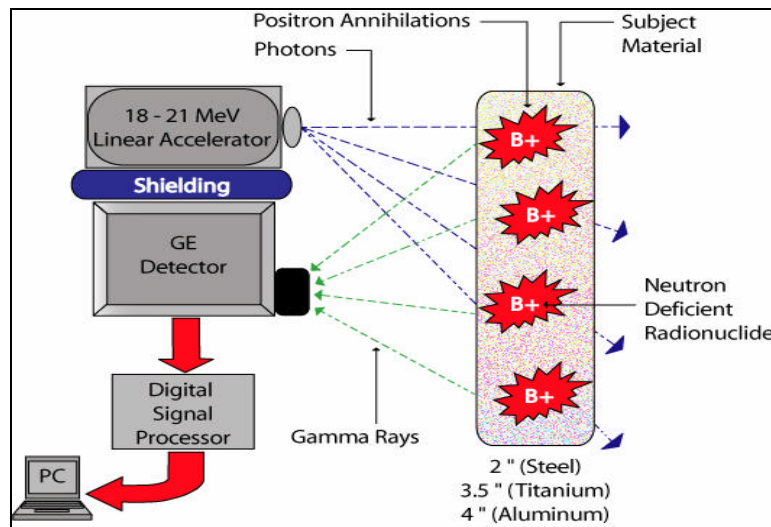 Positron Annihilations
Subject
Material
Photons
18 - 21 MeV
Linear Accelerator
B+
Shielding
B+
GE
Detector
B+
Neutron
Deficient
Radionuclide
B+
Digital
Signal
Processor
Gamma Rays
PC
2 " (Steel)
3.5 " (Titanium)
4 " (Aluminum)